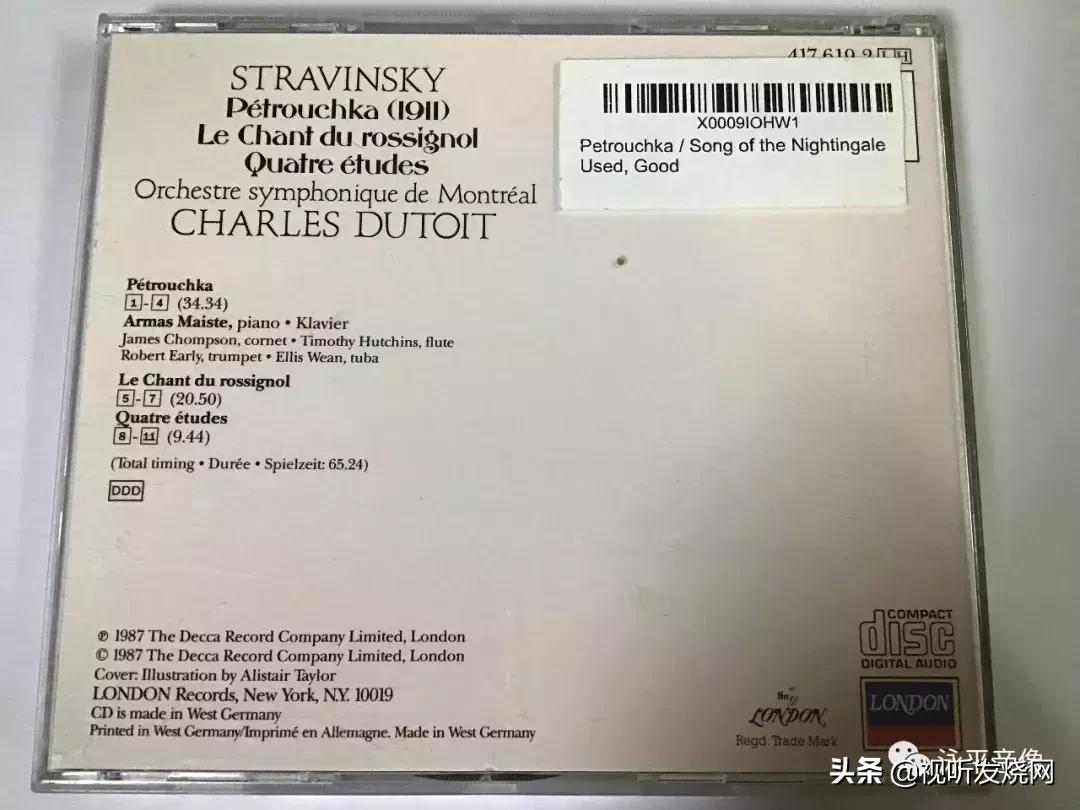 STRAVINSKY
Pétrouchka (1911)
Le Chant du rossignol
Quatre études
Orchestre symphonique de Montréal
CHARLES DUTOIT
417 619-2 LH
X0009IOHW1
Petrouchka / Song of the Nightingale
Used, Good
Pétrouchka
1-4 (34.34)
Armas Maiste, piano • Klavier
James Chompson, cornet • Timothy Hutchins, flute
Robert Early, trumpet • Ellis Wean, tuba
Le Chant du rossignol
5-7 (20.50)
Quatre études
8-11 (9.44)
(Total timing • Durée • Spielzeit: 65.24)
DDD
℗ 1987 The Decca Record Company Limited, London
© 1987 The Decca Record Company Limited, London
Cover: Illustration by Alistair Taylor
LONDON Records, New York, N.Y. 10019
CD is made in West Germany
Printed in West Germany/Imprimé en Allemagne. Made in West Germany
LONDON
Regd. Trade Mark
COMPACT
disc
DIGITAL AUDIO
LONDON
泳平音像
头条 @视听发烧网